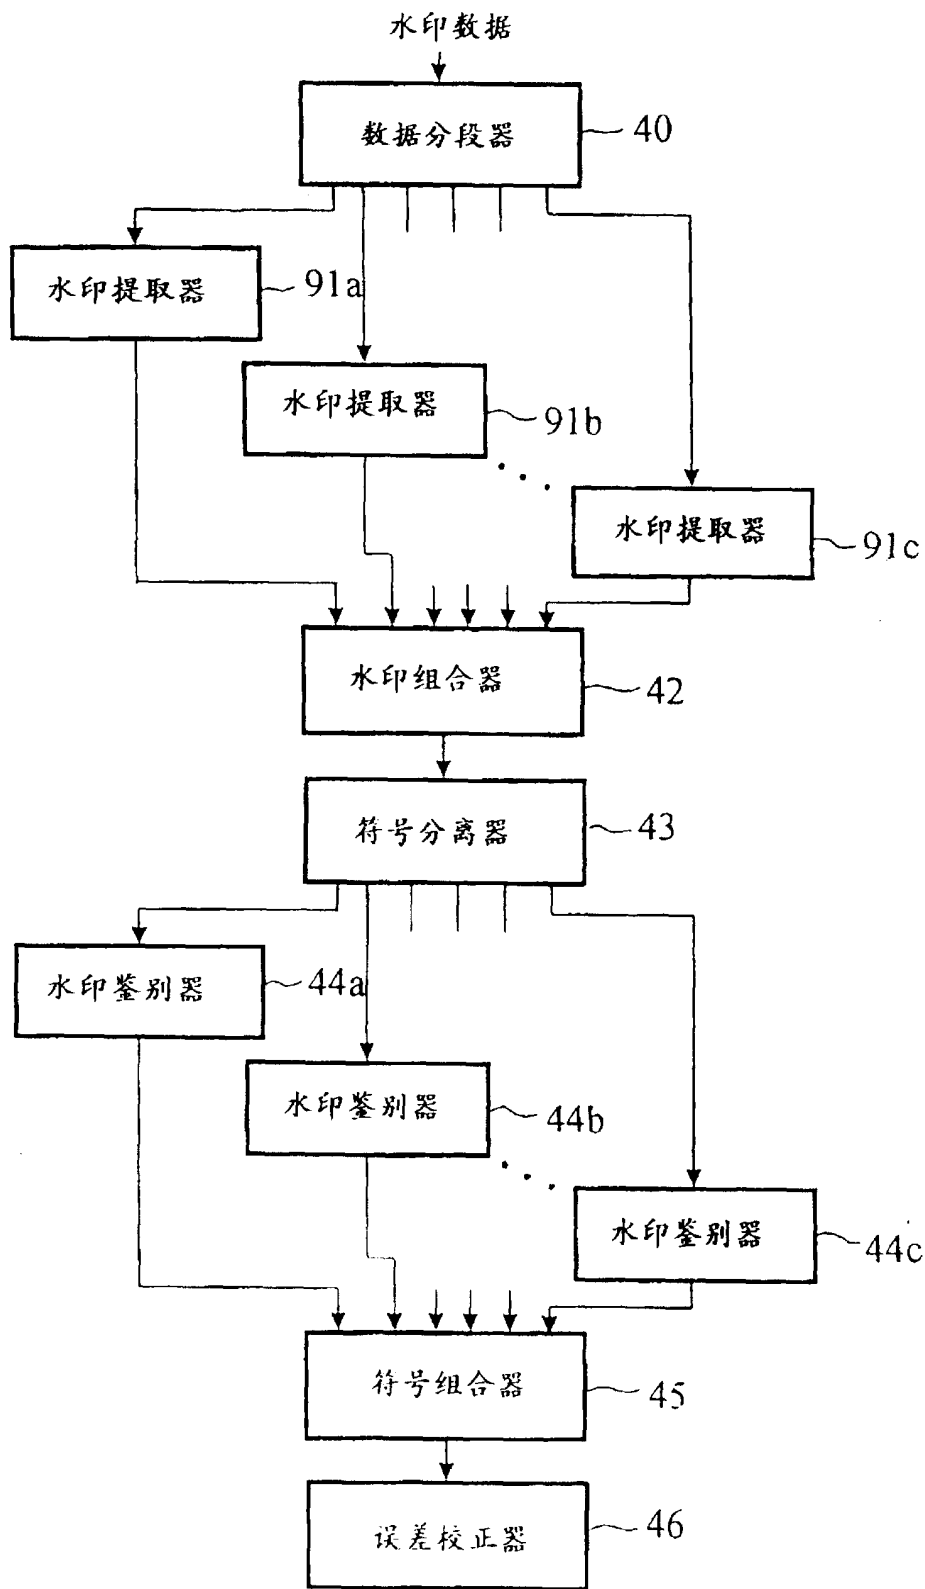 水印数据
数据分段器
40
水印提取器
91a
水印提取器
91b
水印提取器
91c
水印组合器
42
符号分离器
43
水印鉴别器
44a
水印鉴别器
44b
水印鉴别器
44c
符号组合器
45
误差校正器
46